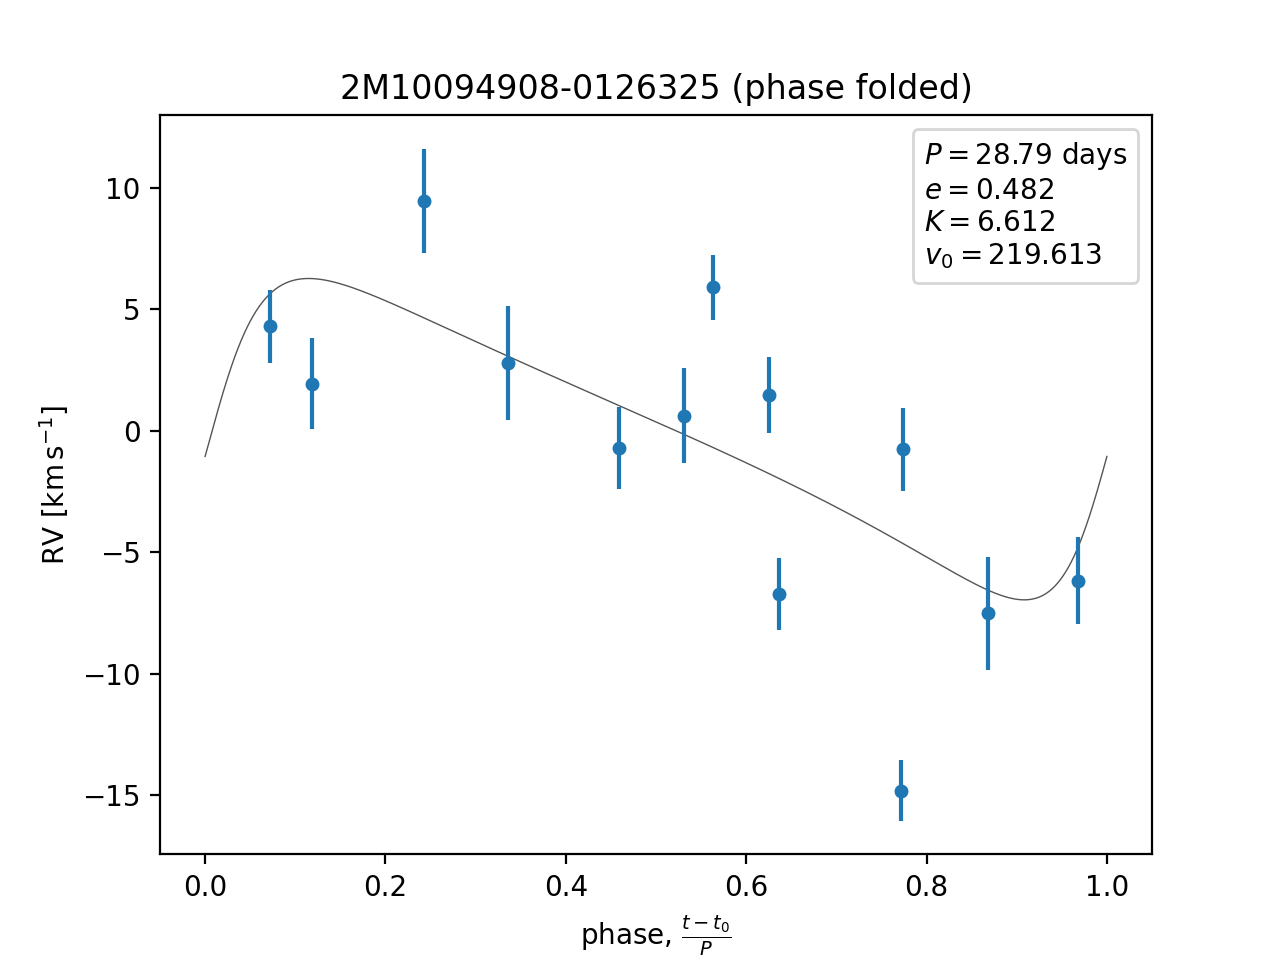 2M10094908-0126325 (phase folded)
P = 28.79 days
e = 0.482
K = 6.612
v₀ = 219.613
10
5
0
−5
−10
−15
RV [km s⁻¹]
0.0 0.2 0.4 0.6 0.8 1.0
phase, (t − t₀)/P